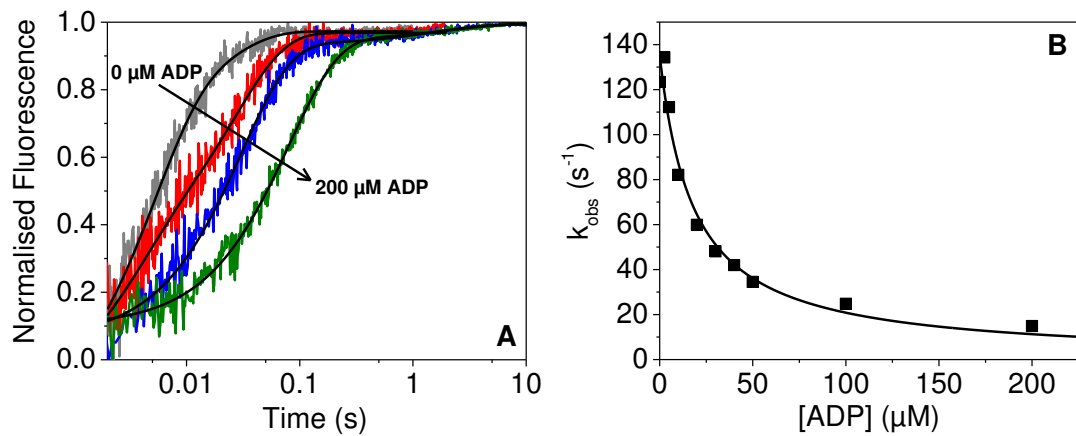 1.0
0.8
0.6
0.4
0.2
0.0
Normalised Fluorescence
0 µM ADP
200 µM ADP
A
0.01
0.1
1
10
Time (s)
140
120
100
80
60
40
20
0
k_obs (s⁻¹)
B
0
50
100
150
200
[ADP] (µM)